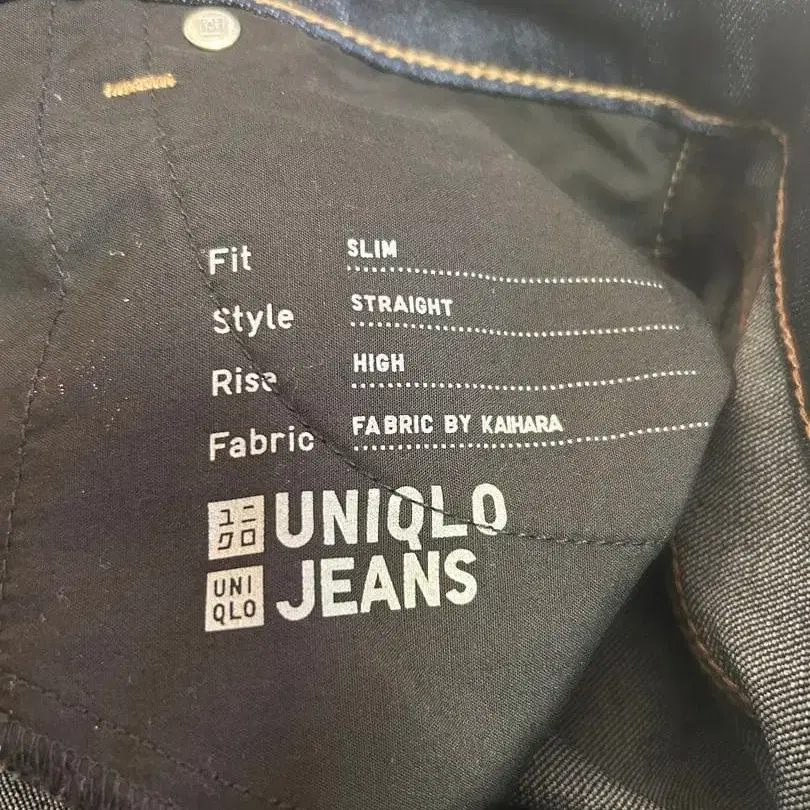 Fit SLIM
Style STRAIGHT
Rise HIGH
Fabric FABRIC BY KAIHARA
ユニ
クロ
UNIQLO
UNI
QLO
JEANS